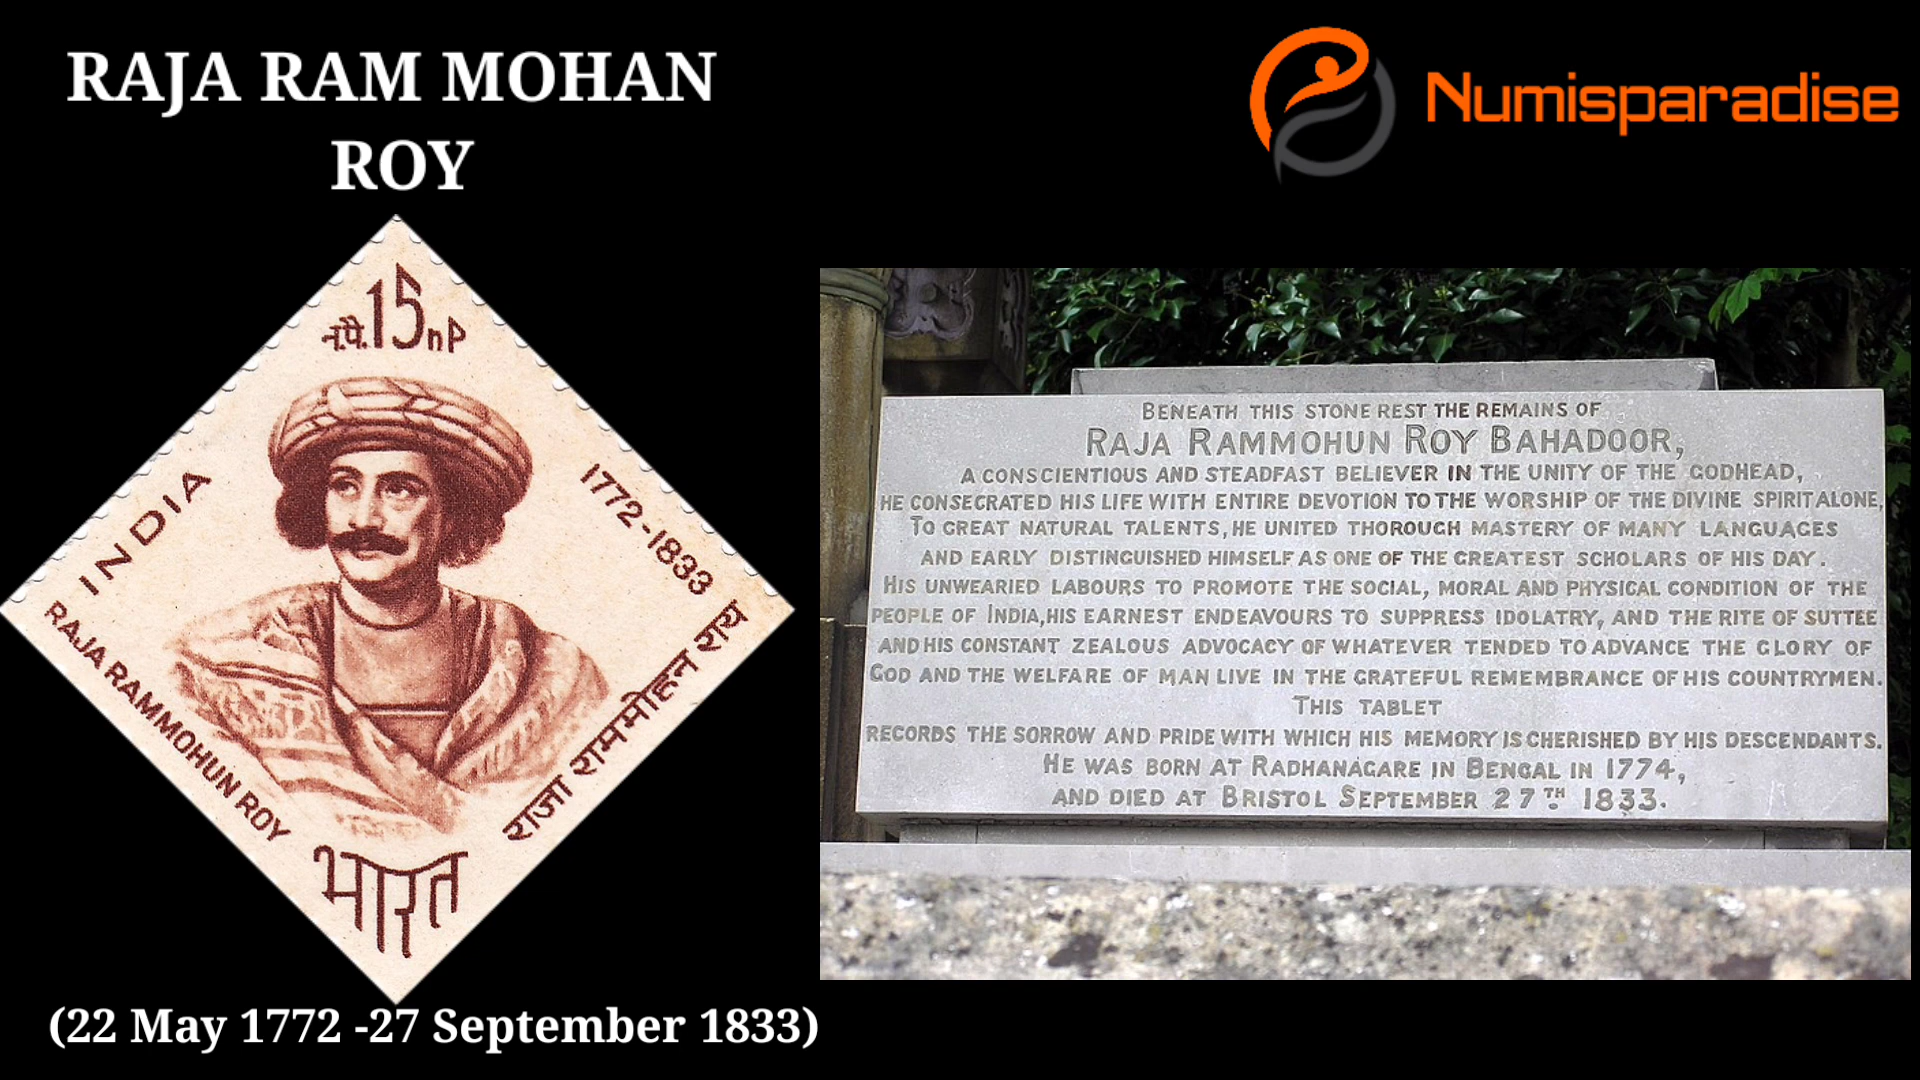 RAJA RAM MOHAN
ROY
Numisparadise
न.पै. 15 nP
INDIA
1772-1833
RAJA RAMMOHUN ROY
राजा राममोहन राय
भारत
(22 May 1772 -27 September 1833)
BENEATH THIS STONE REST THE REMAINS OF
RAJA RAMMOHUN ROY BAHADOOR,
A CONSCIENTIOUS AND STEADFAST BELIEVER IN THE UNITY OF THE GODHEAD,
HE CONSECRATED HIS LIFE WITH ENTIRE DEVOTION TO THE WORSHIP OF THE DIVINE SPIRIT ALONE,
TO GREAT NATURAL TALENTS, HE UNITED THOROUGH MASTERY OF MANY LANGUAGES
AND EARLY DISTINGUISHED HIMSELF AS ONE OF THE GREATEST SCHOLARS OF HIS DAY.
HIS UNWEARIED LABOURS TO PROMOTE THE SOCIAL, MORAL AND PHYSICAL CONDITION OF THE
PEOPLE OF INDIA, HIS EARNEST ENDEAVOURS TO SUPPRESS IDOLATRY, AND THE RITE OF SUTTEE
AND HIS CONSTANT ZEALOUS ADVOCACY OF WHATEVER TENDED TO ADVANCE THE GLORY OF
GOD AND THE WELFARE OF MAN LIVE IN THE GRATEFUL REMEMBRANCE OF HIS COUNTRYMEN.
THIS TABLET
RECORDS THE SORROW AND PRIDE WITH WHICH HIS MEMORY IS CHERISHED BY HIS DESCENDANTS.
HE WAS BORN AT RADHANAGARE IN BENGAL IN 1774,
AND DIED AT BRISTOL SEPTEMBER 27TH 1833.